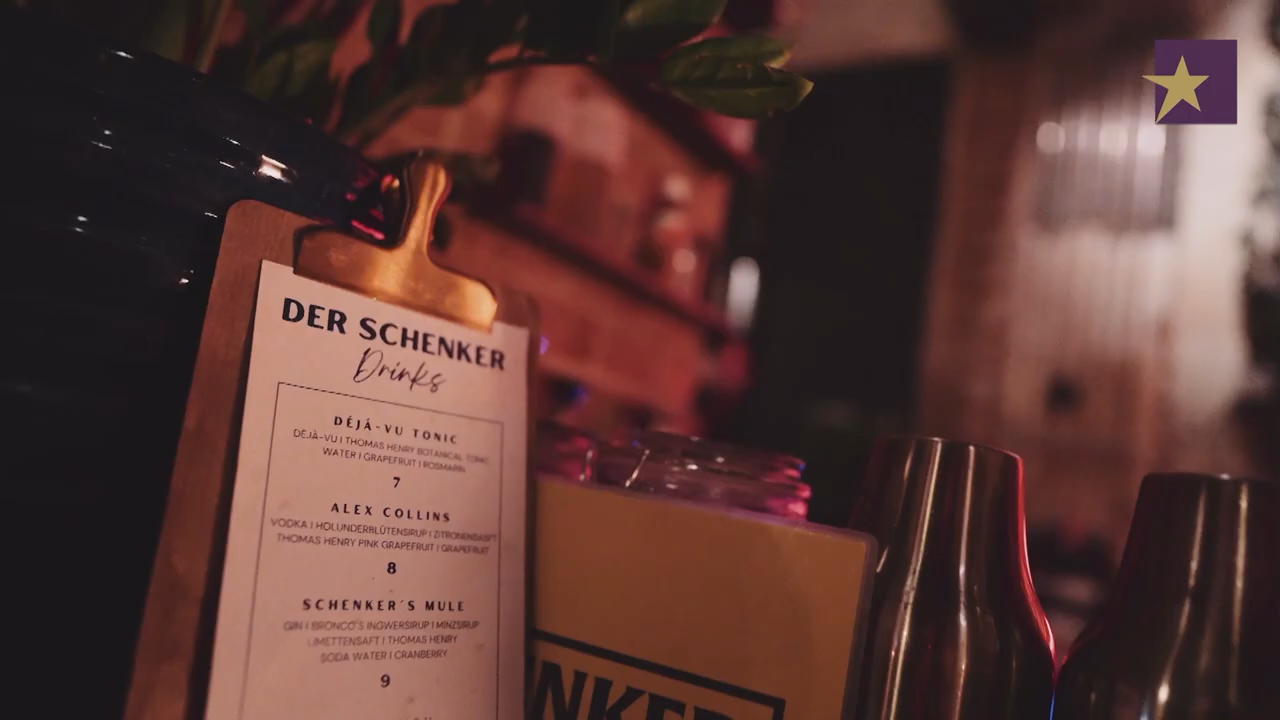 DER SCHENKER
Drinks
DÉJÁ-VU TONIC
DÉJÀ-VU | THOMAS HENRY BOTANICAL TONIC
WATER | GRAPEFRUIT | ROSMARIN
7
ALEX COLLINS
VODKA | HOLUNDERBLÜTENSIRUP | ZITRONENSAFT
THOMAS HENRY PINK GRAPEFRUIT | GRAPEFRUIT
8
SCHENKER´S MULE
GIN | BRONCO´S INGWERSIRUP | MINZSIRUP
LIMETTENSAFT | THOMAS HENRY
SODA WATER | CRANBERRY
9